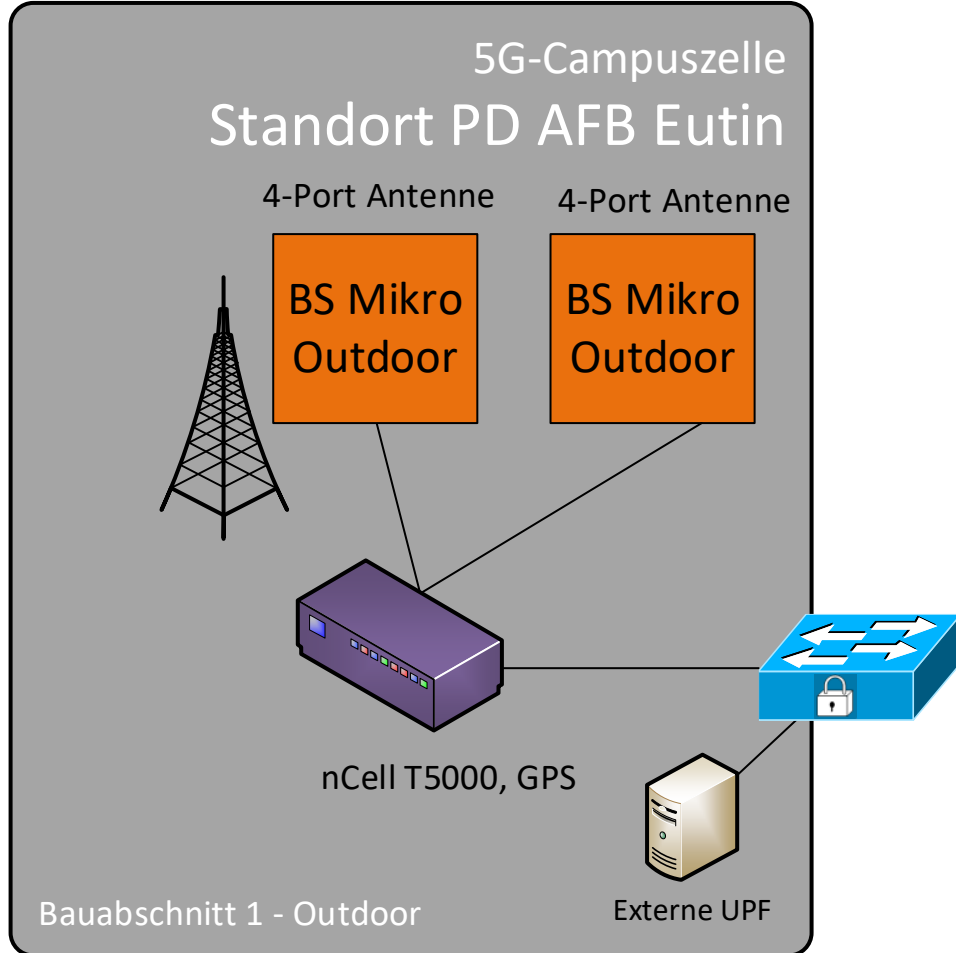 5G-Campuszelle
Standort PD AFB Eutin
4-Port Antenne
4-Port Antenne
BS Mikro
Outdoor
BS Mikro
Outdoor
nCell T5000, GPS
Externe UPF
Bauabschnitt 1 - Outdoor